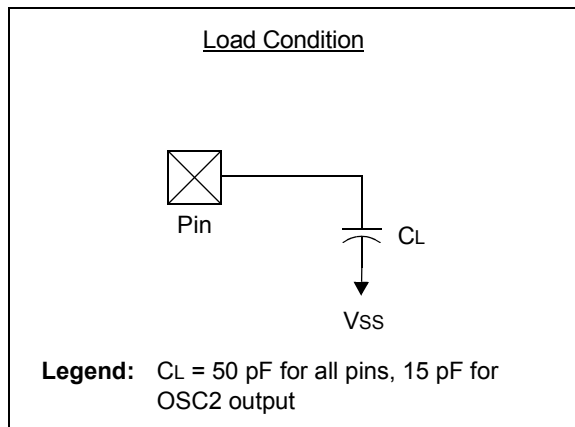 Load Condition
Pin
CL
VSS
Legend: CL = 50 pF for all pins, 15 pF for
OSC2 output